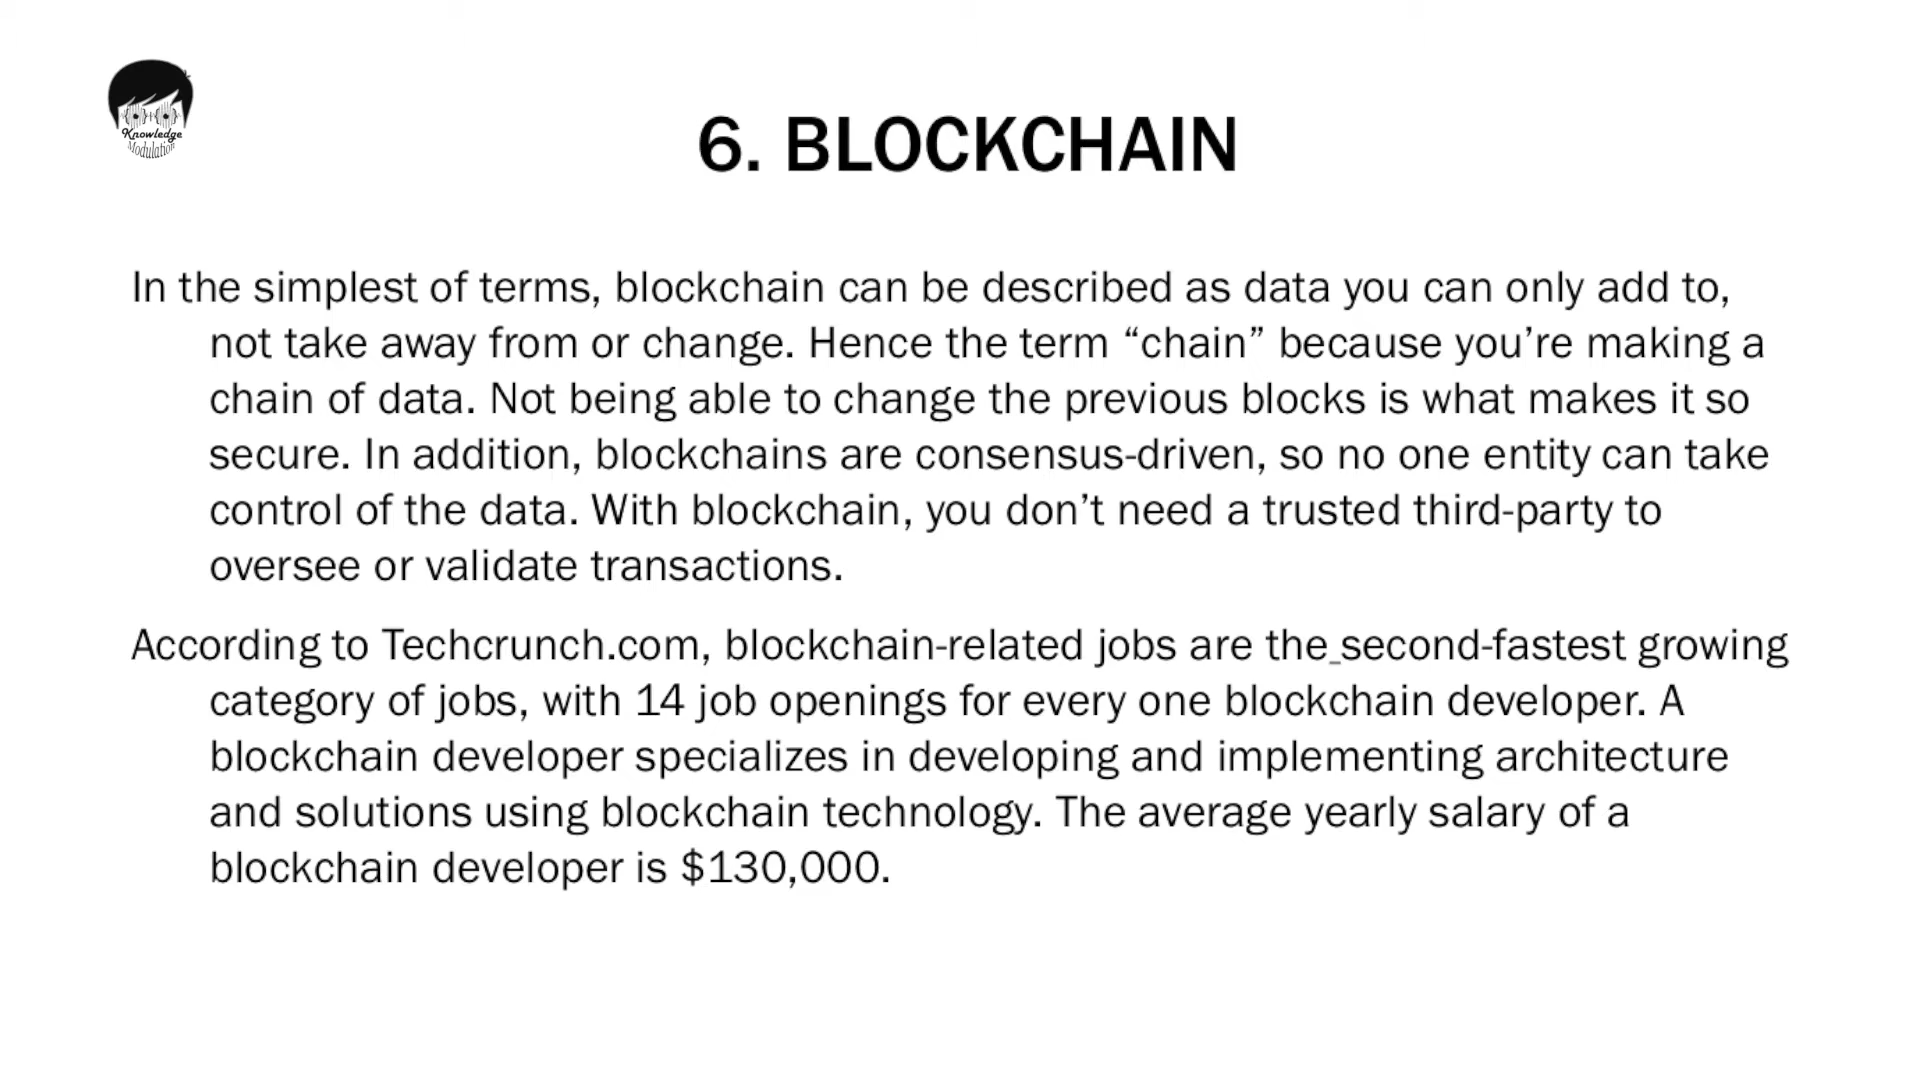 Knowledge
Modulation
6. BLOCKCHAIN
In the simplest of terms, blockchain can be described as data you can only add to,
not take away from or change. Hence the term “chain” because you’re making a
chain of data. Not being able to change the previous blocks is what makes it so
secure. In addition, blockchains are consensus-driven, so no one entity can take
control of the data. With blockchain, you don’t need a trusted third-party to
oversee or validate transactions.
According to Techcrunch.com, blockchain-related jobs are the second-fastest growing
category of jobs, with 14 job openings for every one blockchain developer. A
blockchain developer specializes in developing and implementing architecture
and solutions using blockchain technology. The average yearly salary of a
blockchain developer is $130,000.